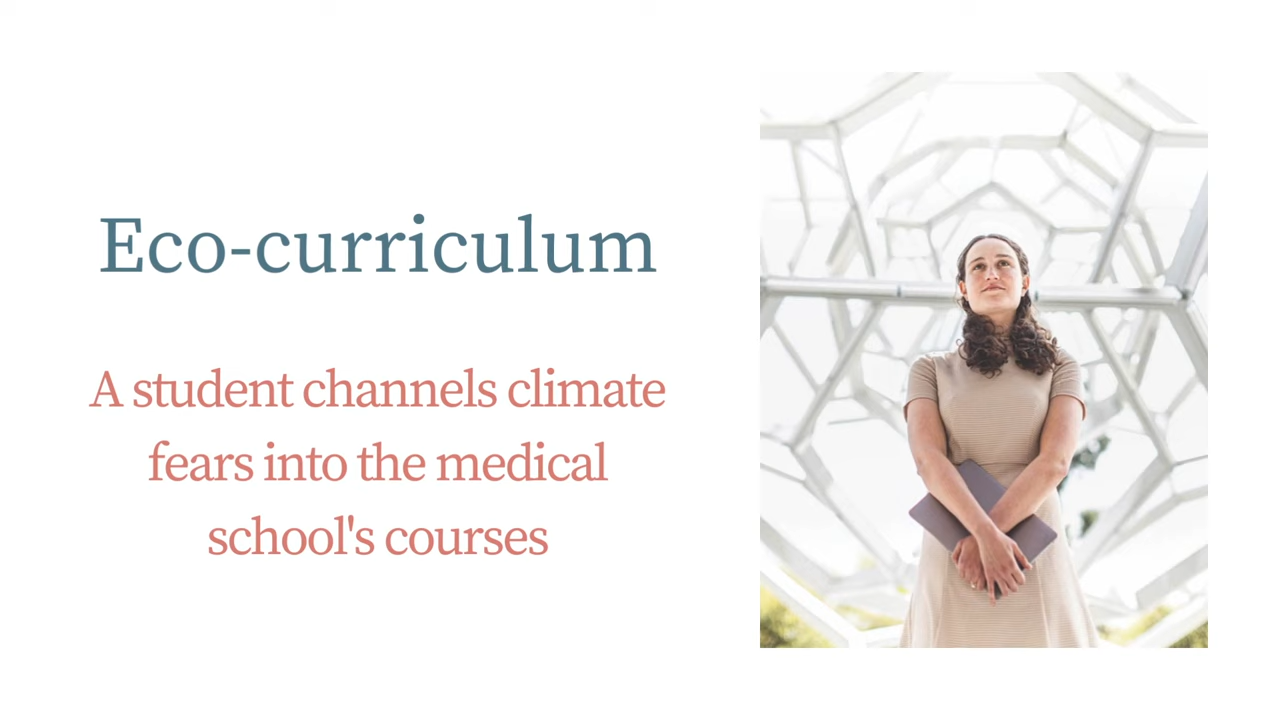 Eco-curriculum
A student channels climate
fears into the medical
school's courses